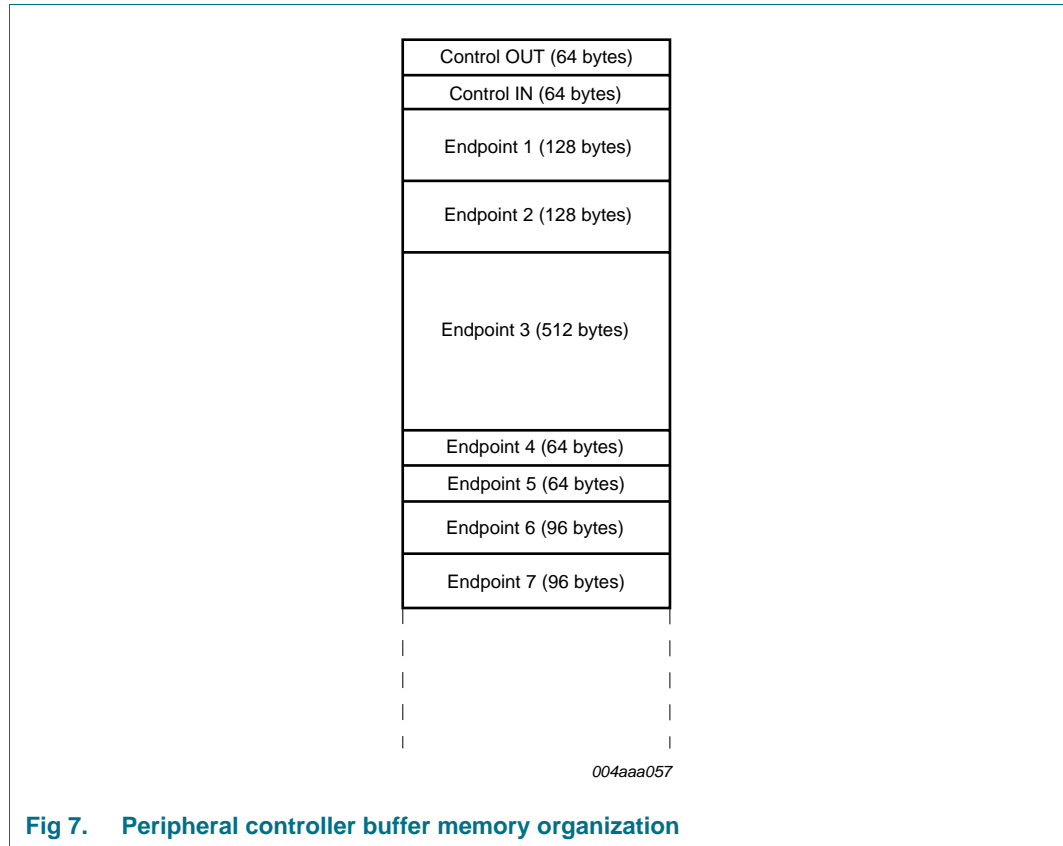 Control OUT (64 bytes)
Control IN (64 bytes)
Endpoint 1 (128 bytes)
Endpoint 2 (128 bytes)
Endpoint 3 (512 bytes)
Endpoint 4 (64 bytes)
Endpoint 5 (64 bytes)
Endpoint 6 (96 bytes)
Endpoint 7 (96 bytes)
004aaa057
Fig 7. Peripheral controller buffer memory organization